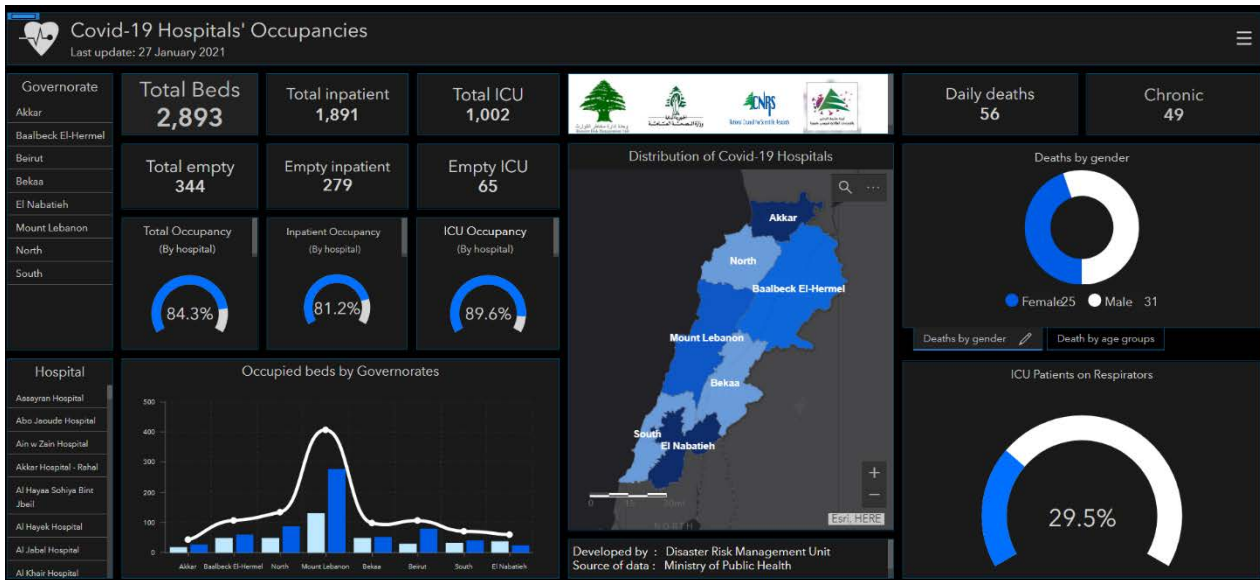 Covid-19 Hospitals' Occupancies
Last update: 27 January 2021
Governorate
Akkar
Baalbeck El-Hermel
Beirut
Bekaa
El Nabatieh
Mount Lebanon
North
South
Total Beds
2,893
Total inpatient
1,891
Total ICU
1,002
Total empty
344
Empty inpatient
279
Empty ICU
65
Total Occupancy
(By hospital)
84.3%
Inpatient Occupancy
(By hospital)
81.2%
ICU Occupancy
(By hospital)
89.6%
CNRS
Daily deaths
56
Chronic
49
Distribution of Covid-19 Hospitals
Akkar
North
Baalbeck El-Hermel
Mount Lebanon
Bekaa
South
El Nabatieh
NORTH
Esri, HERE
Developed by : Disaster Risk Management Unit
Source of data : Ministry of Public Health
Deaths by gender
Female25 Male 31
Deaths by gender
Death by age groups
ICU Patients on Respirators
29.5%
Hospital
Aasayran Hospital
Abo Jaoude Hospital
Ain w Zain Hospital
Akkar Hospital - Rahal
Al Hayaa Sohiya Bint
Jbeil
Al Hayek Hospital
Al Jabal Hospital
Al Khair Hospital
Occupied beds by Governorates
500
400
300
200
100
0
Akkar Baalbeck El-Hermel North Mount Lebanon Bekaa Beirut South El Nabatieh